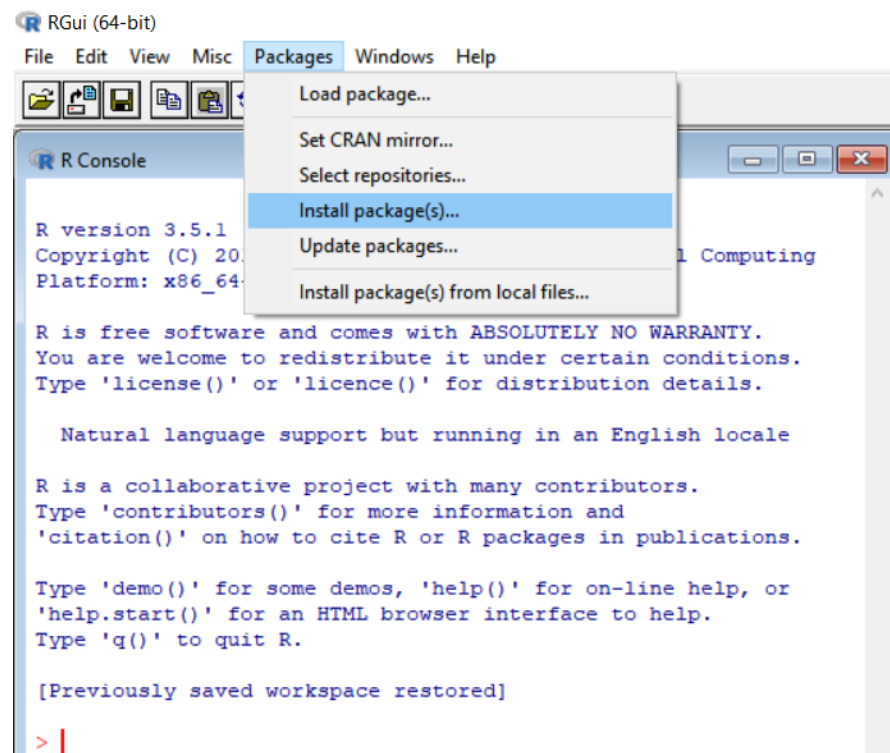 RGui (64-bit)
File Edit View Misc Packages Windows Help
Load package...
Set CRAN mirror...
Select repositories...
Install package(s)...
Update packages...
Install package(s) from local files...
R Console
R version 3.5.1
Copyright (C) Computing
Platform:
R is free software and comes with ABSOLUTELY NO WARRANTY.
You are welcome to redistribute it under certain conditions.
Type 'license()' or 'licence()' for distribution details.
Natural language support but running in an English locale
R is a collaborative project with many contributors.
Type 'contributors()' for more information and
'citation()' on how to cite R or R packages in publications.
Type 'demo()' for some demos, 'help()' for on-line help, or
'help.start()' for an HTML browser interface to help.
Type 'q()' to quit R.
[Previously saved workspace restored]
>